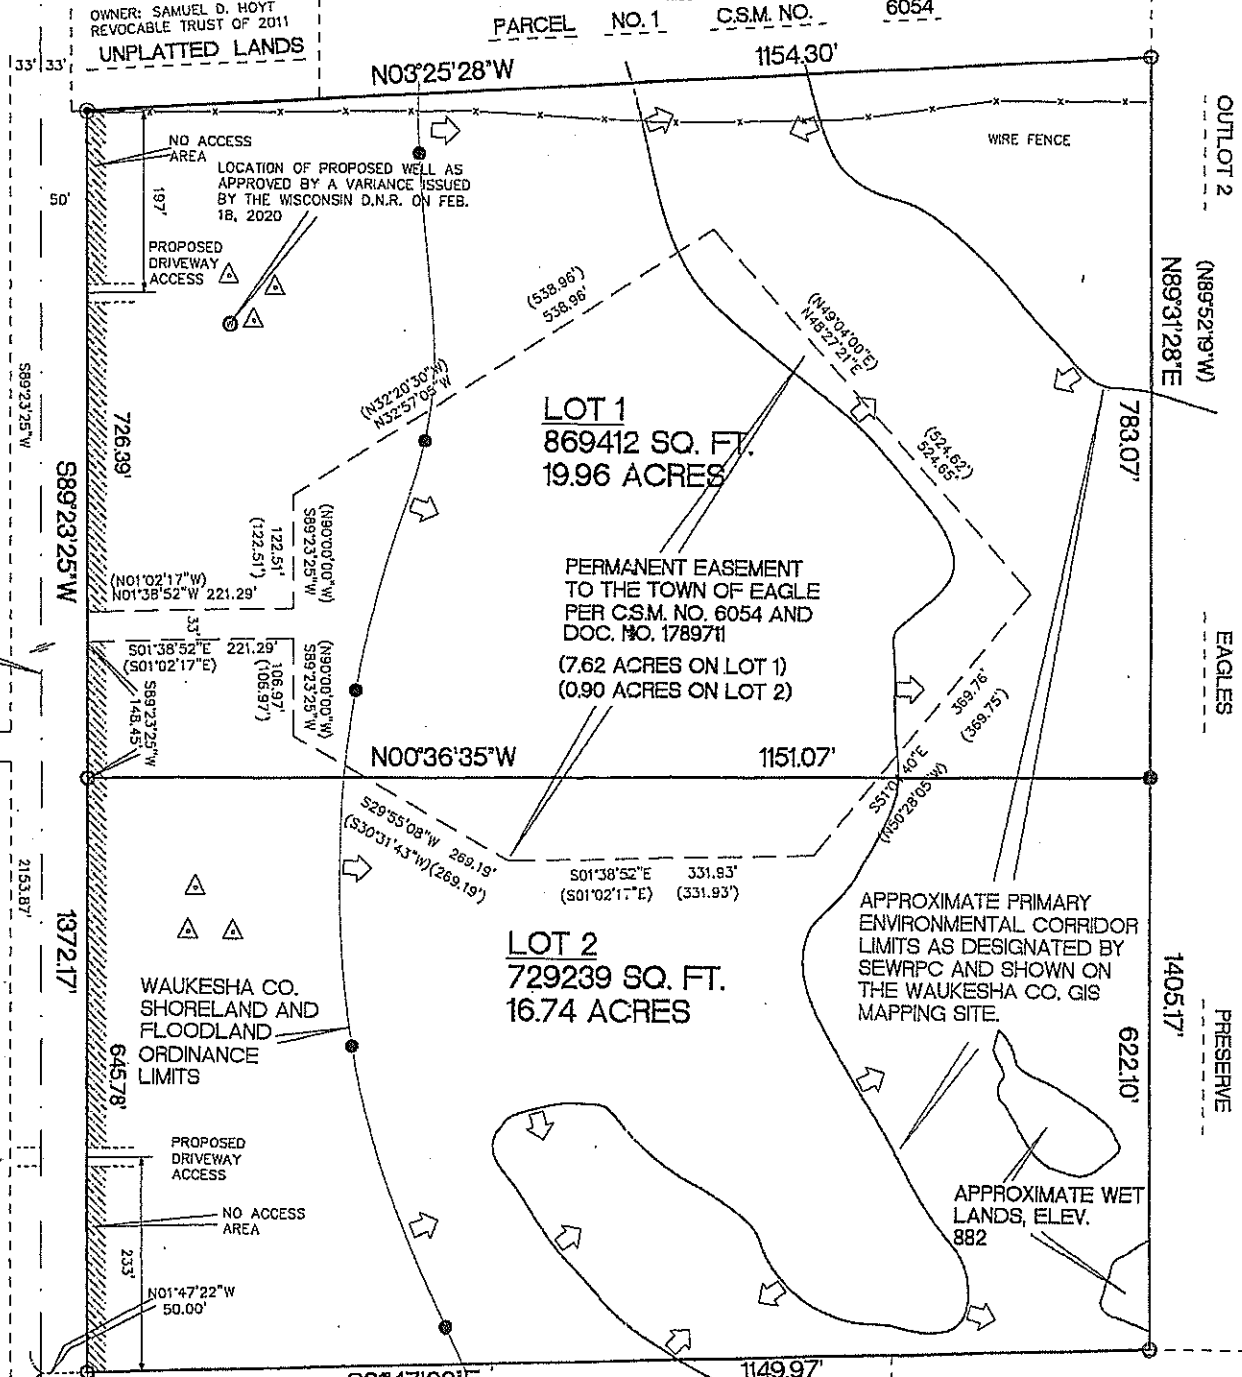 OWNER: SAMUEL D. HOYT
REVOCABLE TRUST OF 2011
UNPLATTED LANDS
PARCEL NO. 1 C.S.M. NO. 6054
33' 33'
N03°25'28"W 1154.30'
NO ACCESS
AREA
LOCATION OF PROPOSED WELL AS
APPROVED BY A VARIANCE ISSUED
BY THE WISCONSIN D.N.R. ON FEB.
18, 2020
WIRE FENCE
OUTLOT 2
50'
197'
PROPOSED
DRIVEWAY
ACCESS
(N89°52'19"W)
N89°31'28"E
(538.96')
538.96'
(N49°04'00"E)
N48°27'21"E
S89°23'25"W
(N32°20'30"W)
N32°57'05"W
726.39'
LOT 1
869412 SQ. FT.
19.96 ACRES
(524.62')
524.65'
783.07'
S89°23'25"W
122.51'
(122.51')
(N90°00'00"W)
S89°23'25"W
PERMANENT EASEMENT
TO THE TOWN OF EAGLE
PER C.S.M. NO. 6054 AND
DOC. NO. 1789711
(7.62 ACRES ON LOT 1)
(0.90 ACRES ON LOT 2)
(N01°02'17"W)
N01°38'52"W 221.29'
33'
S01°38'52"E 221.29'
(S01°02'17"E)
106.97'
(106.97')
(N90°00'00"W)
S89°23'25"W
S89°23'25"W
148.45'
EAGLES
369.76'
(369.75')
N00°36'35"W 1151.07'
S51°04'40"E
(N50°28'05"W)
S29°55'08"W 269.19'
(S30°31'43"W)(269.19')
S01°38'52"E 331.93'
(S01°02'17"E) (331.93')
2153.87'
1372.17'
APPROXIMATE PRIMARY
ENVIRONMENTAL CORRIDOR
LIMITS AS DESIGNATED BY
SEWRPC AND SHOWN ON
THE WAUKESHA CO. GIS
MAPPING SITE.
LOT 2
729239 SQ. FT.
16.74 ACRES
WAUKESHA CO.
SHORELAND AND
FLOODLAND
ORDINANCE
LIMITS
1405.17'
PRESERVE
645.78'
622.10'
PROPOSED
DRIVEWAY
ACCESS
APPROXIMATE WET
LANDS, ELEV.
882
NO ACCESS
AREA
233'
N01°47'22"W
50.00'
1149.97'